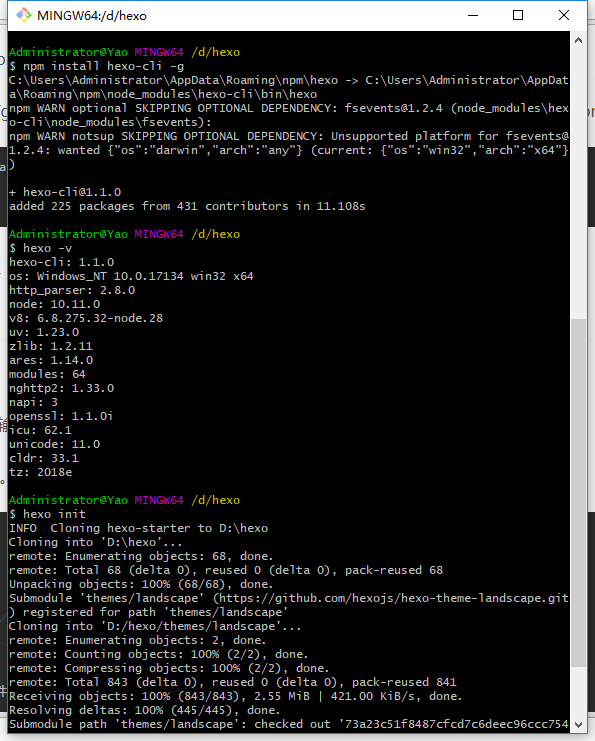 MINGW64:/d/hexo
Administrator@Yao MINGW64 /d/hexo
$ npm install hexo-cli -g
C:\Users\Administrator\AppData\Roaming\npm\hexo -> C:\Users\Administrator\AppDat
a\Roaming\npm\node_modules\hexo-cli\bin\hexo
npm WARN optional SKIPPING OPTIONAL DEPENDENCY: fsevents@1.2.4 (node_modules\hex
o-cli\node_modules\fsevents):
npm WARN notsup SKIPPING OPTIONAL DEPENDENCY: Unsupported platform for fsevents@
1.2.4: wanted {"os":"darwin","arch":"any"} (current: {"os":"win32","arch":"x64"}
)
+ hexo-cli@1.1.0
added 225 packages from 431 contributors in 11.108s
Administrator@Yao MINGW64 /d/hexo
$ hexo -v
hexo-cli: 1.1.0
os: Windows_NT 10.0.17134 win32 x64
http_parser: 2.8.0
node: 10.11.0
v8: 6.8.275.32-node.28
uv: 1.23.0
zlib: 1.2.11
ares: 1.14.0
modules: 64
nghttp2: 1.33.0
napi: 3
openssl: 1.1.0i
icu: 62.1
unicode: 11.0
cldr: 33.1
tz: 2018e
Administrator@Yao MINGW64 /d/hexo
$ hexo init
INFO  Cloning hexo-starter to D:\hexo
Cloning into 'D:\hexo'...
remote: Enumerating objects: 68, done.
remote: Total 68 (delta 0), reused 0 (delta 0), pack-reused 68
Unpacking objects: 100% (68/68), done.
Submodule 'themes/landscape' (https://github.com/hexojs/hexo-theme-landscape.git
) registered for path 'themes/landscape'
Cloning into 'D:/hexo/themes/landscape'...
remote: Enumerating objects: 2, done.
remote: Counting objects: 100% (2/2), done.
remote: Compressing objects: 100% (2/2), done.
remote: Total 843 (delta 0), reused 0 (delta 0), pack-reused 841
Receiving objects: 100% (843/843), 2.55 MiB | 421.00 KiB/s, done.
Resolving deltas: 100% (445/445), done.
Submodule path 'themes/landscape': checked out '73a23c51f8487cfcd7c6deec96ccc754